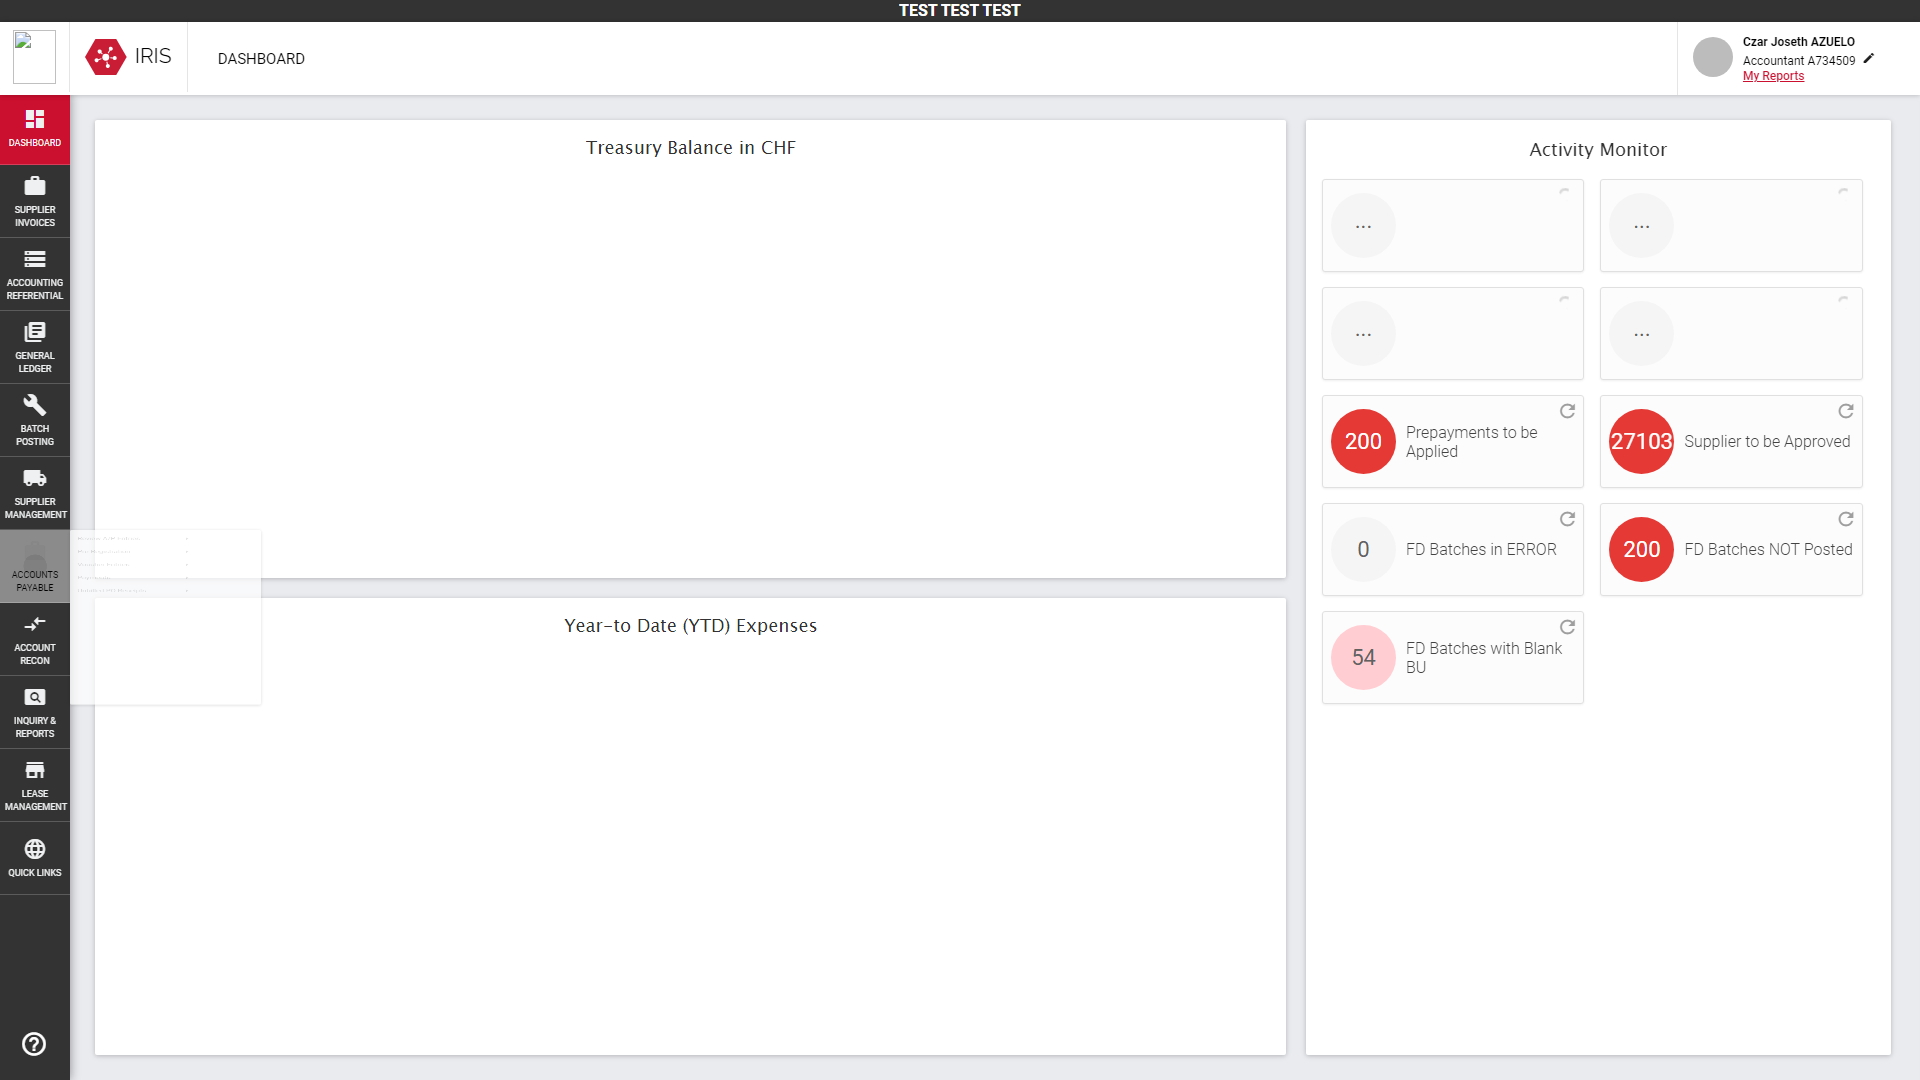 TEST TEST TEST
IRIS
DASHBOARD
Czar Joseth AZUELO
Accountant A734509
My Reports
DASHBOARD
SUPPLIER
INVOICES
ACCOUNTING
REFERENTIAL
GENERAL
LEDGER
BATCH
POSTING
SUPPLIER
MANAGEMENT
ACCOUNTS
PAYABLE
ACCOUNT
RECON
INQUIRY &
REPORTS
LEASE
MANAGEMENT
QUICK LINKS
Treasury Balance in CHF
Year-to Date (YTD) Expenses
Activity Monitor
...
...
...
...
200
Prepayments to be
Applied
27103
Supplier to be Approved
0
FD Batches in ERROR
200
FD Batches NOT Posted
54
FD Batches with Blank
BU